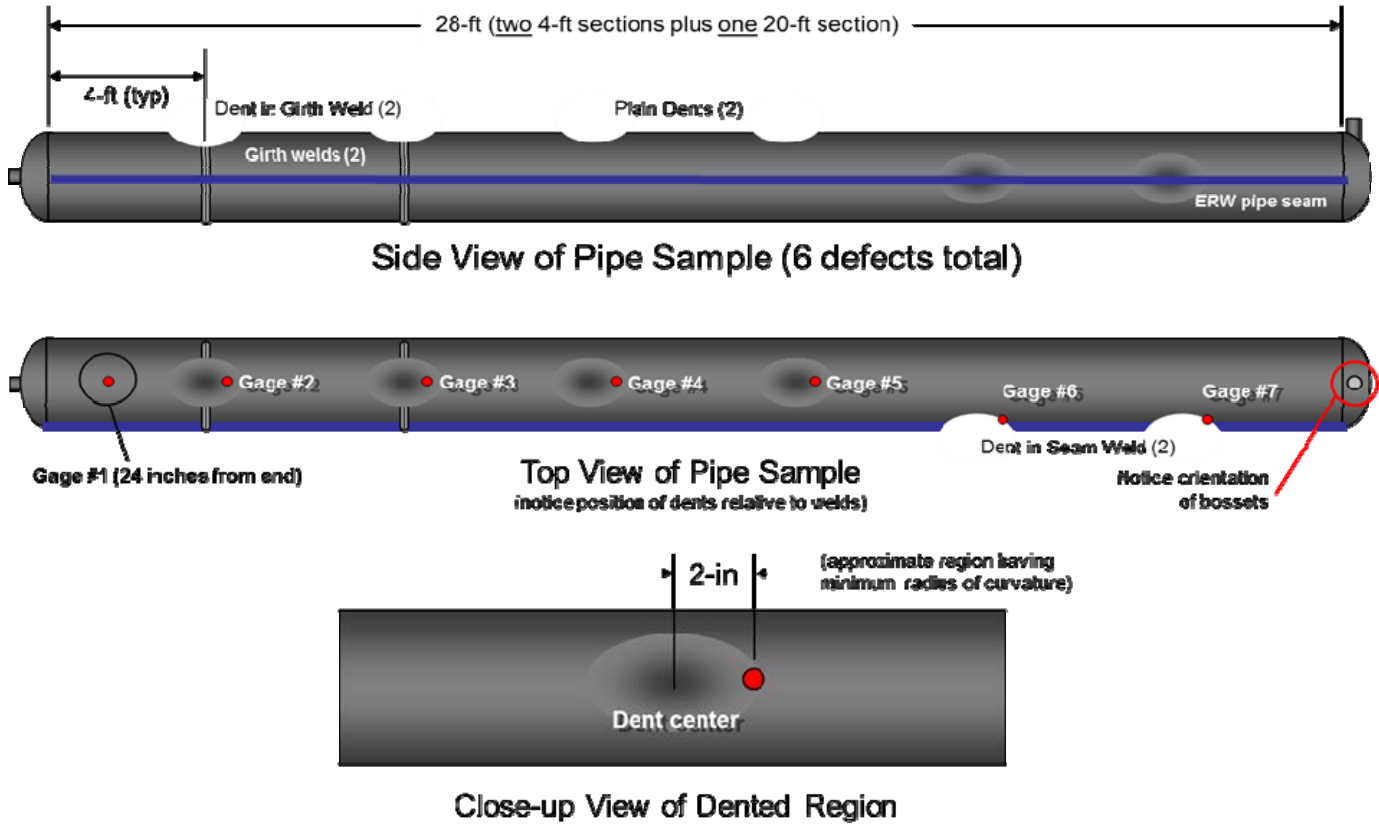 28-ft (two 4-ft sections plus one 20-ft section)
4-ft (typ)
Dent in Girth Weld (2)
Plain Dents (2)
Girth welds (2)
ERW pipe seam
Side View of Pipe Sample (6 defects total)
Gage #2
Gage #3
Gage #4
Gage #5
Gage #6
Gage #7
Dent in Seam Weld (2)
Gage #1 (24 inches from end)
Top View of Pipe Sample
(notice position of dents relative to welds)
Notice orientation
of bossets
2-in
(approximate region having
minimum radius of curvature)
Dent center
Close-up View of Dented Region